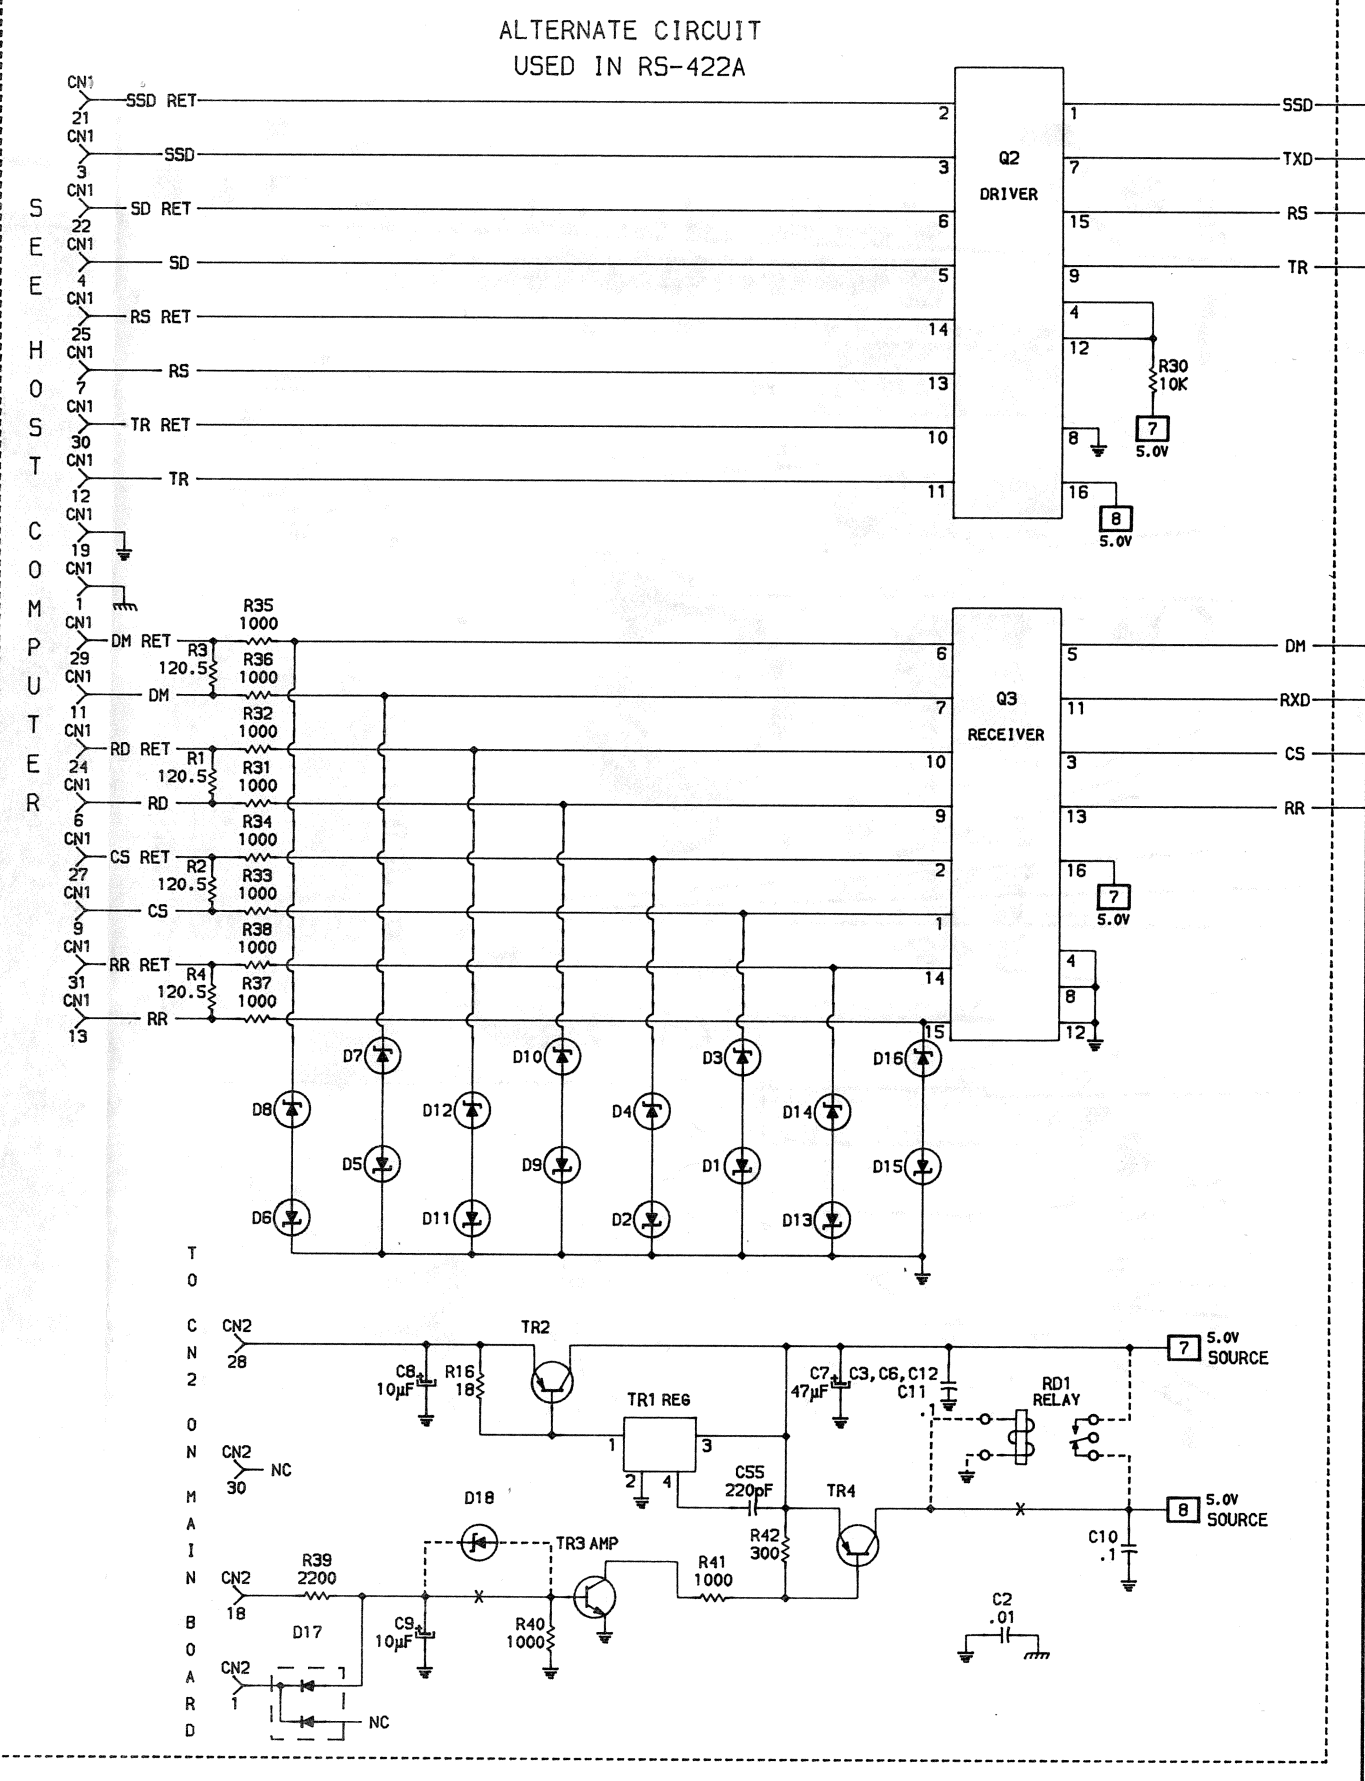 ALTERNATE CIRCUIT
USED IN RS-422A
SEE HOST COMPUTER
CN1
21
SSD RET
2
CN1
3
SSD
3
CN1
22
SD RET
6
CN1
4
SD
5
CN1
25
RS RET
14
CN1
7
RS
13
CN1
30
TR RET
10
CN1
12
TR
11
CN1
19
CN1
1
Q2
DRIVER
1
SSD
7
TXD
15
RS
9
TR
4
12
R30
10K
7
5.0V
8
16
8
5.0V
CN1
29
DM RET
R35
1000
6
R3
120.5
CN1
11
DM
R36
1000
7
CN1
24
RD RET
R32
1000
10
R1
120.5
CN1
6
RD
R31
1000
9
CN1
27
CS RET
R34
1000
2
R2
120.5
CN1
9
CS
R33
1000
1
CN1
31
RR RET
R38
1000
14
R4
120.5
CN1
13
RR
R37
1000
15
Q3
RECEIVER
5
DM
11
RXD
3
CS
13
RR
16
7
5.0V
4
8
12
D7
D10
D3
D16
D8
D12
D4
D14
D5
D9
D1
D15
D6
D11
D2
D13
TO CN2 ON MAIN BOARD
CN2
28
C8
+
10µF
R16
18
TR2
TR1 REG
1
3
2
4
C7
+
47µF
C3, C6, C12
C11
.1
RD1
RELAY
7
5.0V
SOURCE
CN2
30
NC
C55
220pF
TR4
D18
TR3 AMP
R42
300
X
8
5.0V
SOURCE
C10
.1
CN2
18
R39
2200
X
C9
+
10µF
R40
1000
R41
1000
C2
.01
D17
CN2
1
NC